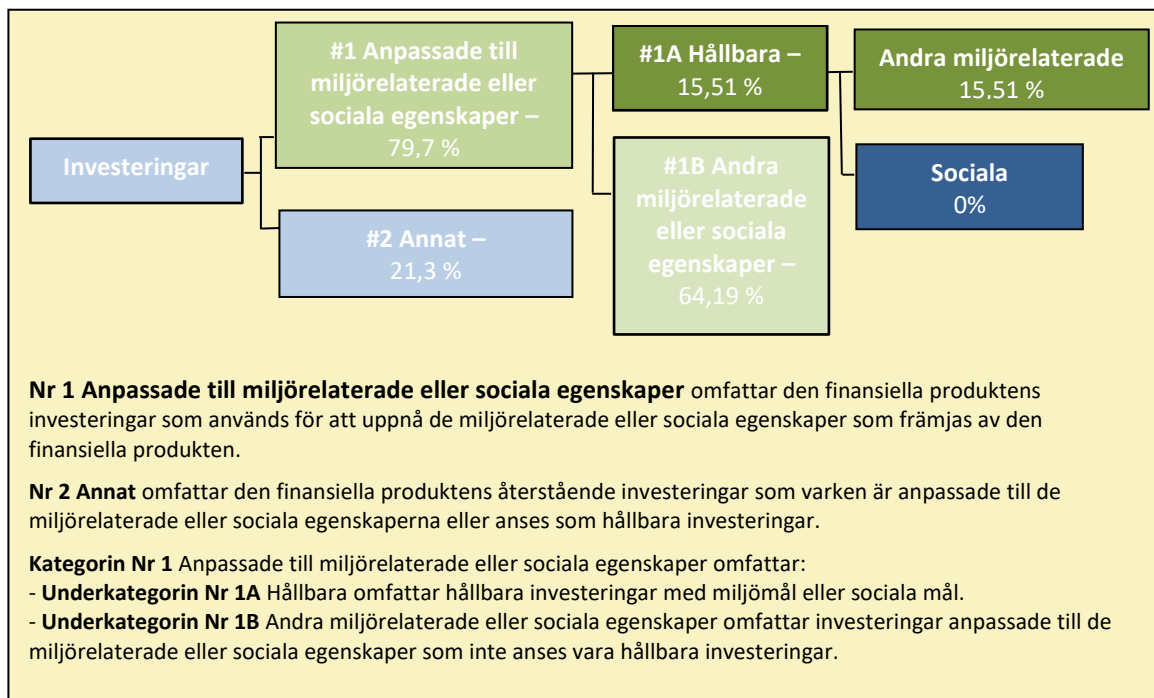 Investeringar
#1 Anpassade till
miljörelaterade eller
sociala egenskaper –
79,7 %
#2 Annat –
21,3 %
#1A Hållbara –
15,51 %
#1B Andra
miljörelaterade
eller sociala
egenskaper –
64,19 %
Andra miljörelaterade
15,51 %
Sociala
0%
Nr 1 Anpassade till miljörelaterade eller sociala egenskaper omfattar den finansiella produktens
investeringar som används för att uppnå de miljörelaterade eller sociala egenskaper som främjas av den
finansiella produkten.
Nr 2 Annat omfattar den finansiella produktens återstående investeringar som varken är anpassade till de
miljörelaterade eller sociala egenskaperna eller anses som hållbara investeringar.
Kategorin Nr 1 Anpassade till miljörelaterade eller sociala egenskaper omfattar:
- Underkategorin Nr 1A Hållbara omfattar hållbara investeringar med miljömål eller sociala mål.
- Underkategorin Nr 1B Andra miljörelaterade eller sociala egenskaper omfattar investeringar anpassade till de
miljörelaterade eller sociala egenskaper som inte anses vara hållbara investeringar.